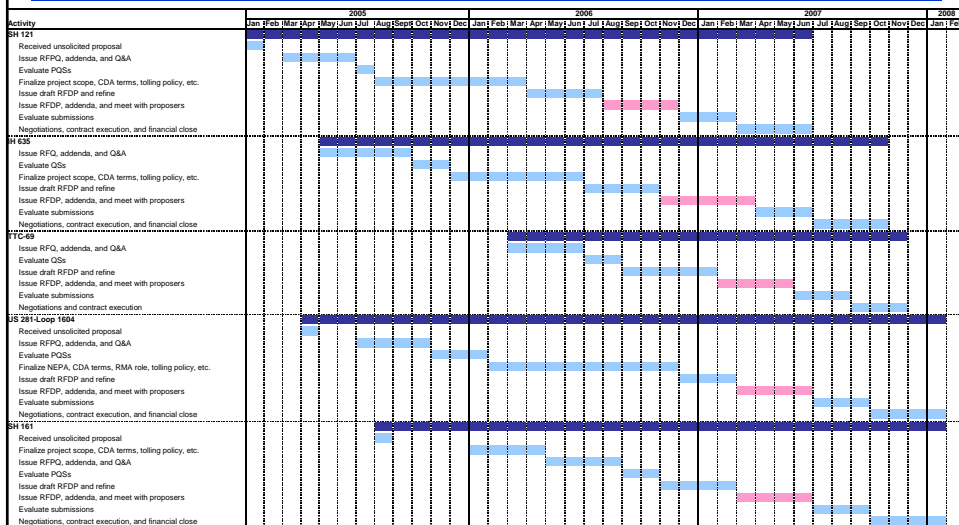 2005 2006 2007 2008
Activity Jan Feb Mar Apr May Jun Jul Aug Sept Oct Nov Dec Jan Feb Mar Apr May Jun Jul Aug Sep Oct Nov Dec Jan Feb Mar Apr May Jun Jul Aug Sep Oct Nov Dec Jan Fe
SH 121
Received unsolicited proposal
Issue RFPQ, addenda, and Q&A
Evaluate PQSs
Finalize project scope, CDA terms, tolling policy, etc.
Issue draft RFDP and refine
Issue RFDP, addenda, and meet with proposers
Evaluate submissions
Negotiations, contract execution, and financial close
IH 635
Issue RFQ, addenda, and Q&A
Evaluate QSs
Finalize project scope, CDA terms, tolling policy, etc.
Issue draft RFDP and refine
Issue RFDP, addenda, and meet with proposers
Evaluate submissions
Negotiations, contract execution, and financial close
TTC-69
Issue RFQ, addenda, and Q&A
Evaluate QSs
Issue draft RFDP and refine
Issue RFDP, addenda, and meet with proposers
Evaluate submissions
Negotiations and contract execution
US 281-Loop 1604
Received unsolicited proposal
Issue RFPQ, addenda, and Q&A
Evaluate PQSs
Finalize NEPA, CDA terms, RMA role, tolling policy, etc.
Issue draft RFDP and refine
Issue RFDP, addenda, and meet with proposers
Evaluate submissions
Negotiations, contract execution, and financial close
SH 161
Received unsolicited proposal
Finalize project scope, CDA terms, tolling policy, etc.
Issue RFPQ, addenda, and Q&A
Evaluate PQSs
Issue draft RFDP and refine
Issue RFDP, addenda, and meet with proposers
Evaluate submissions
Negotiations, contract execution, and financial close